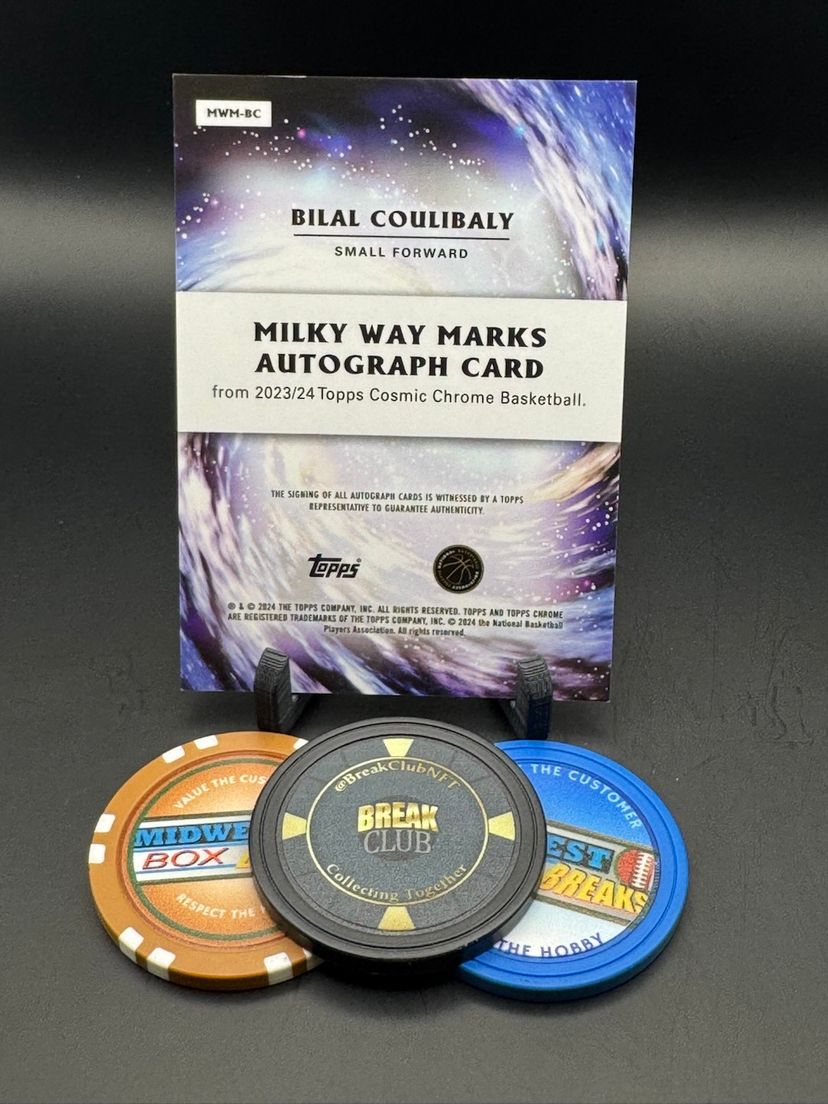 MWM-BC
BILAL COULIBALY
SMALL FORWARD
MILKY WAY MARKS
AUTOGRAPH CARD
from 2023/24 Topps Cosmic Chrome Basketball.
THE SIGNING OF ALL AUTOGRAPH CARDS IS WITNESSED BY A TOPPS
REPRESENTATIVE TO GUARANTEE AUTHENTICITY.
Topps
® & © 2024 THE TOPPS COMPANY, INC. ALL RIGHTS RESERVED. TOPPS AND TOPPS CHROME
ARE REGISTERED TRADEMARKS OF THE TOPPS COMPANY, INC. © 2024 the National Basketball
Players Association. All rights reserved.
VALUE THE CUS
MIDWE
BOX
RESPECT THE
@BreakClubNFT
BREAK
CLUB
Collecting Together
THE CUSTOMER
EST
BREAKS
THE HOBBY